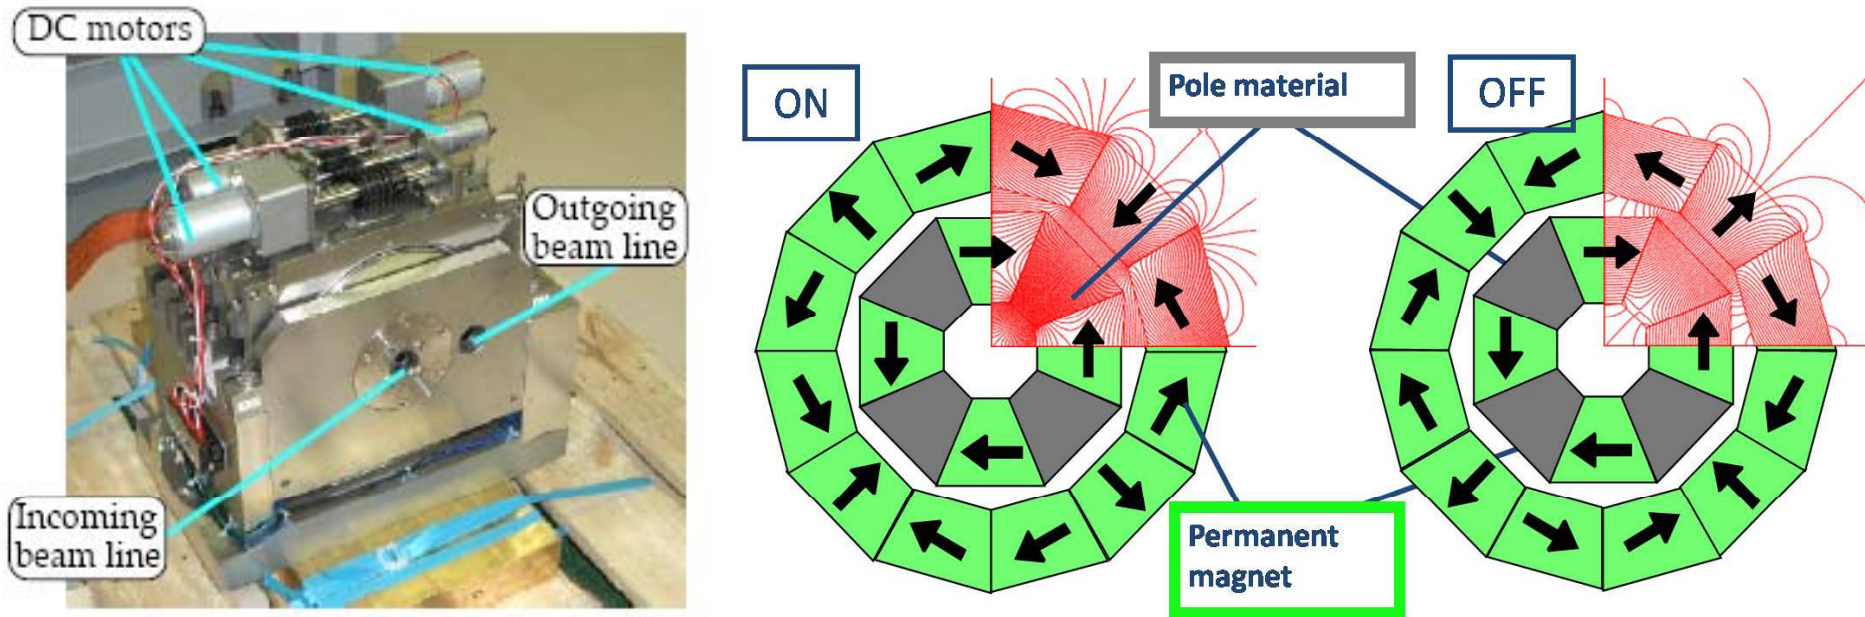 DC motors
Outgoing
beam line
Incoming
beam line
ON
Pole material
OFF
Permanent
magnet